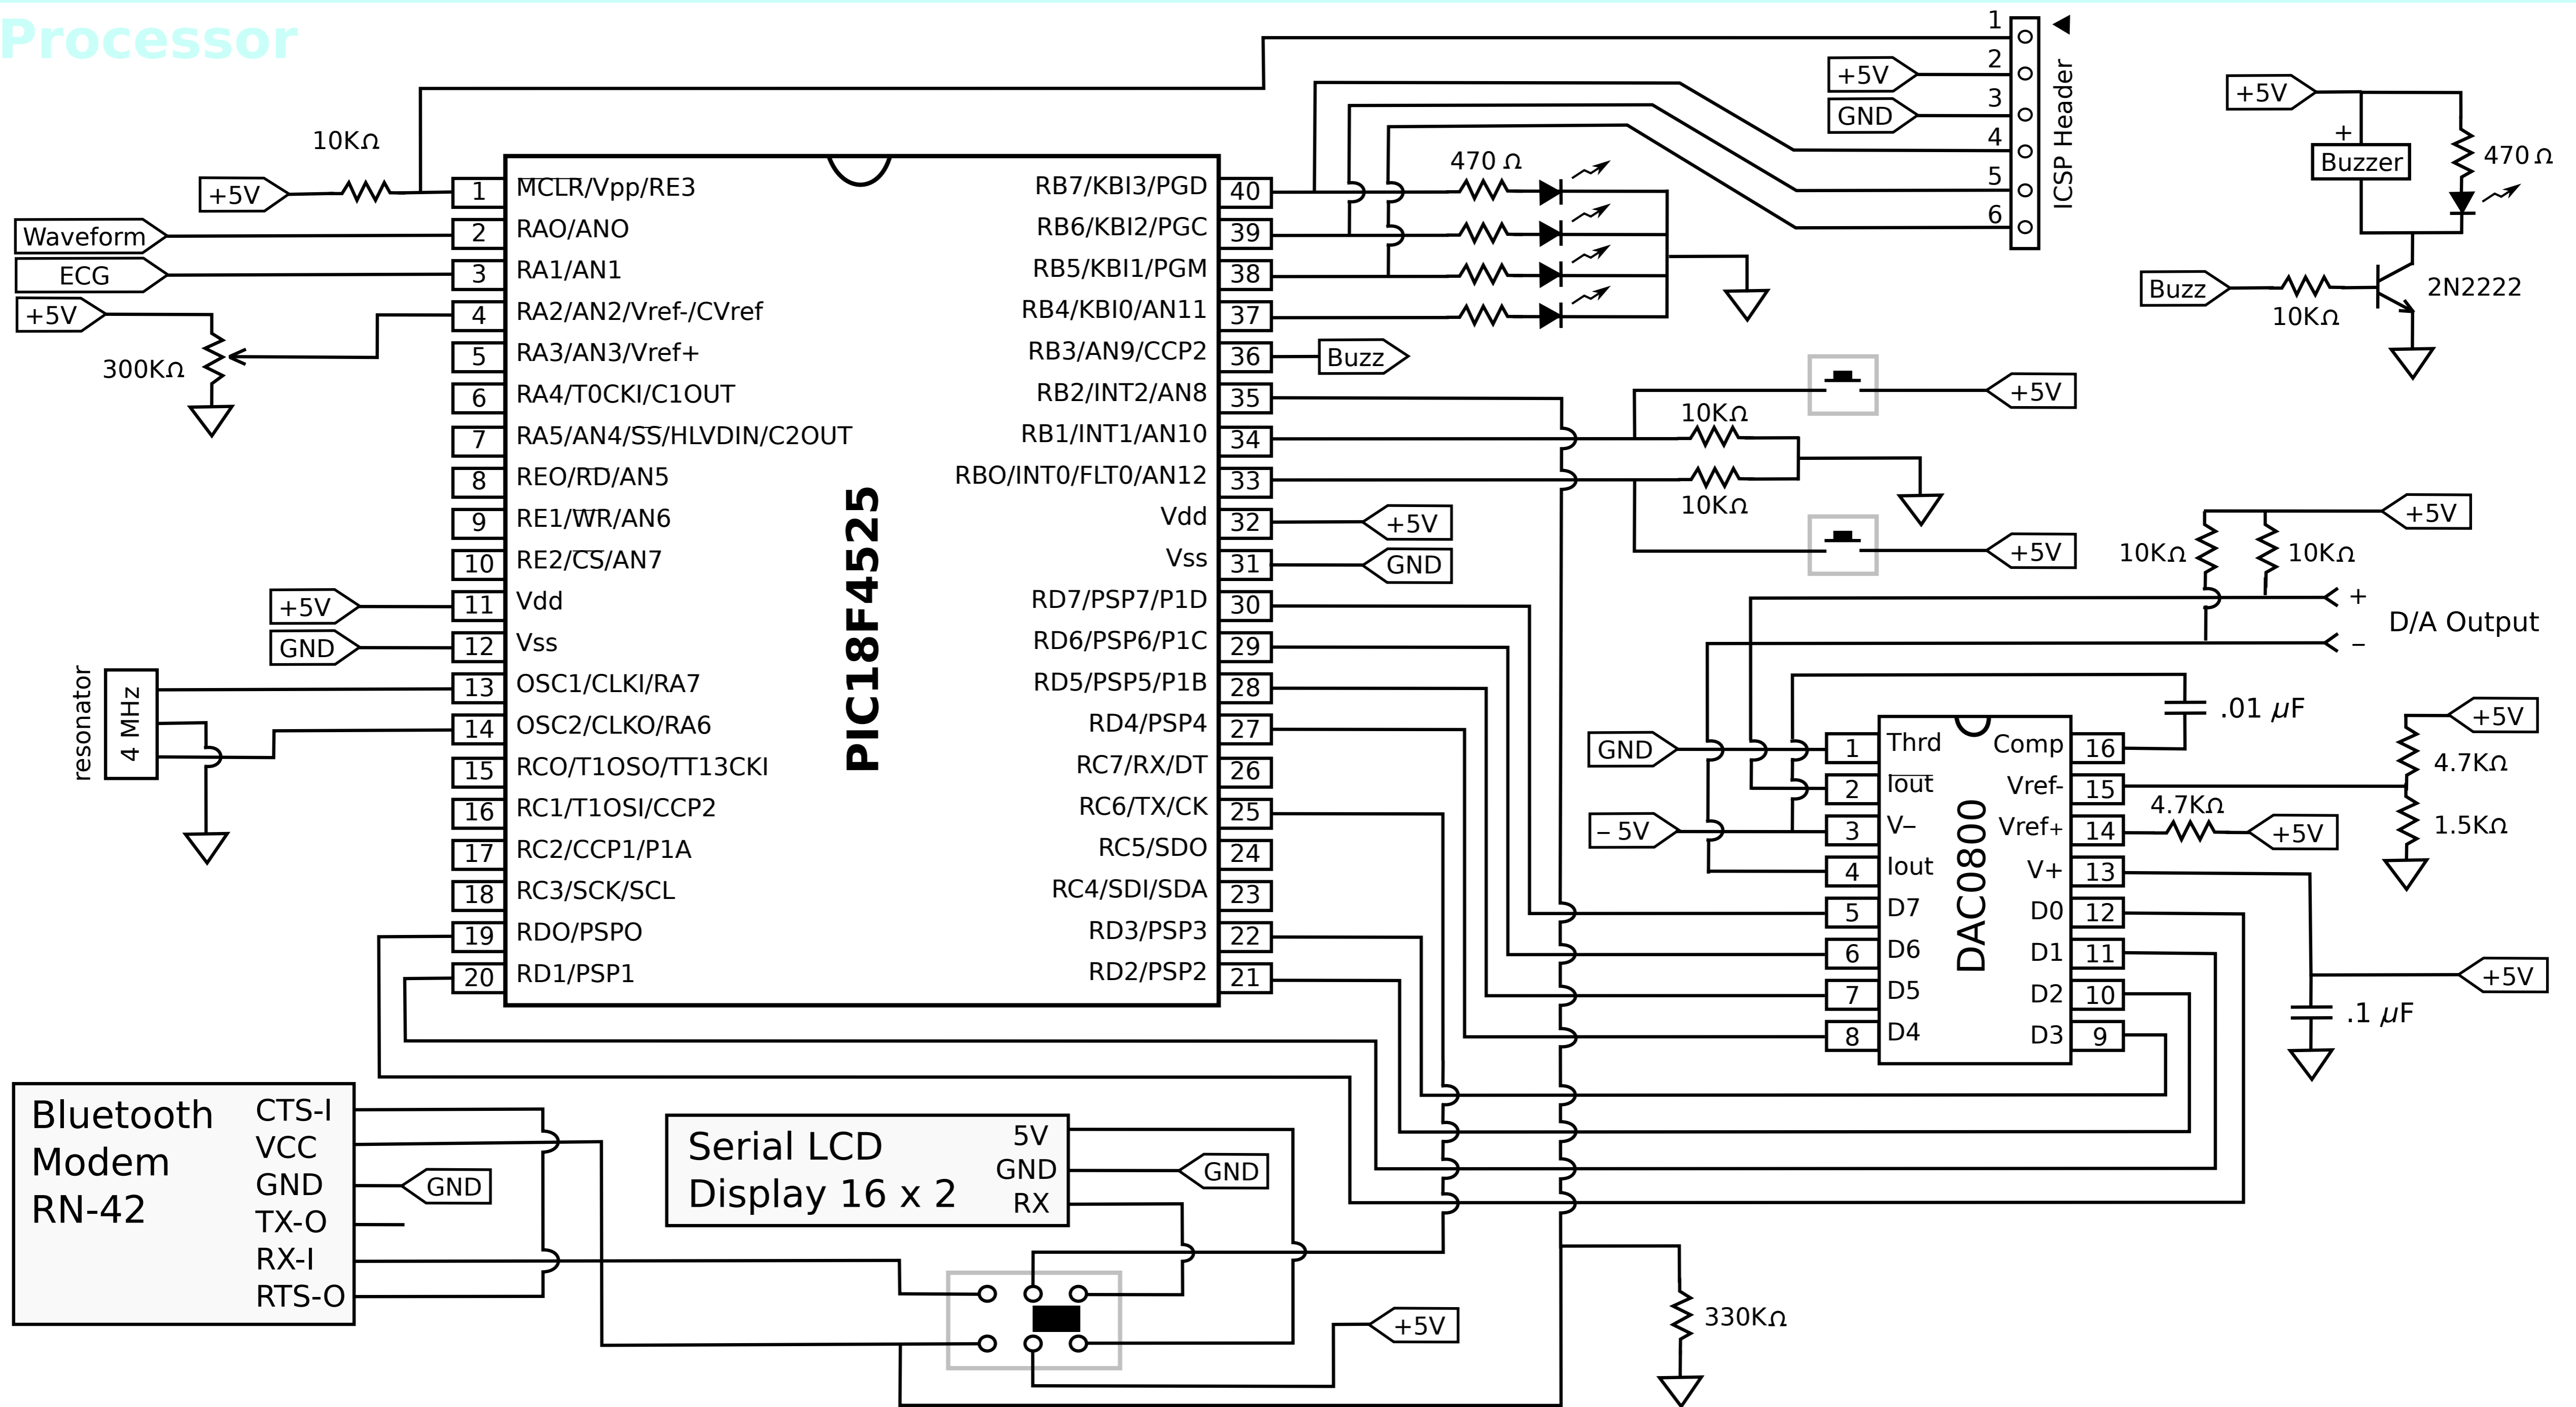 Processor
10KΩ
+5V
Waveform
ECG
+5V
300KΩ
+5V
GND
resonator
4 MHz
1 MCLR/Vpp/RE3
2 RAO/ANO
3 RA1/AN1
4 RA2/AN2/Vref-/CVref
5 RA3/AN3/Vref+
6 RA4/T0CKI/C1OUT
7 RA5/AN4/SS/HLVDIN/C2OUT
8 REO/RD/AN5
9 RE1/WR/AN6
10 RE2/CS/AN7
11 Vdd
12 Vss
13 OSC1/CLKI/RA7
14 OSC2/CLKO/RA6
15 RCO/T1OSO/TT13CKI
16 RC1/T1OSI/CCP2
17 RC2/CCP1/P1A
18 RC3/SCK/SCL
19 RDO/PSPO
20 RD1/PSP1
PIC18F4525
RB7/KBI3/PGD 40
RB6/KBI2/PGC 39
RB5/KBI1/PGM 38
RB4/KBI0/AN11 37
RB3/AN9/CCP2 36
RB2/INT2/AN8 35
RB1/INT1/AN10 34
RBO/INT0/FLT0/AN12 33
Vdd 32
Vss 31
RD7/PSP7/P1D 30
RD6/PSP6/P1C 29
RD5/PSP5/P1B 28
RD4/PSP4 27
RC7/RX/DT 26
RC6/TX/CK 25
RC5/SDO 24
RC4/SDI/SDA 23
RD3/PSP3 22
RD2/PSP2 21
470 Ω
Buzz
+5V
GND
+5V
GND
1
2
3
4
5
6
ICSP Header
10KΩ
10KΩ
+5V
+5V
+5V
+
Buzzer
470 Ω
Buzz
10KΩ
2N2222
+5V
10KΩ
10KΩ
+
D/A Output
–
.01 µF
GND
– 5V
1 Thrd
2 Iout
3 V–
4 Iout
5 D7
6 D6
7 D5
8 D4
DAC0800
Comp 16
Vref- 15
Vref+ 14
V+ 13
D0 12
D1 11
D2 10
D3 9
+5V
4.7KΩ
4.7KΩ
+5V
1.5KΩ
+5V
.1 µF
Bluetooth
Modem
RN-42
CTS-I
VCC
GND
TX-O
RX-I
RTS-O
GND
Serial LCD
Display 16 x 2
5V
GND
RX
GND
+5V
330KΩ